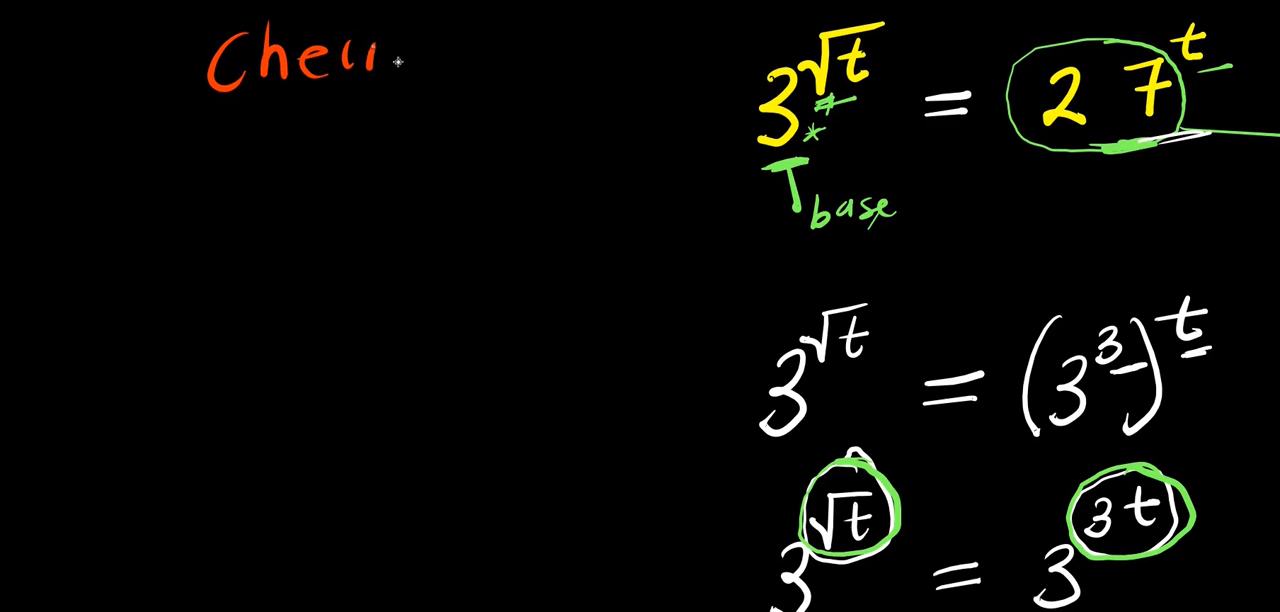 Chec
3^√t = 27^t
base
3^√t = (3^3)^t
3^√t = 3^3t